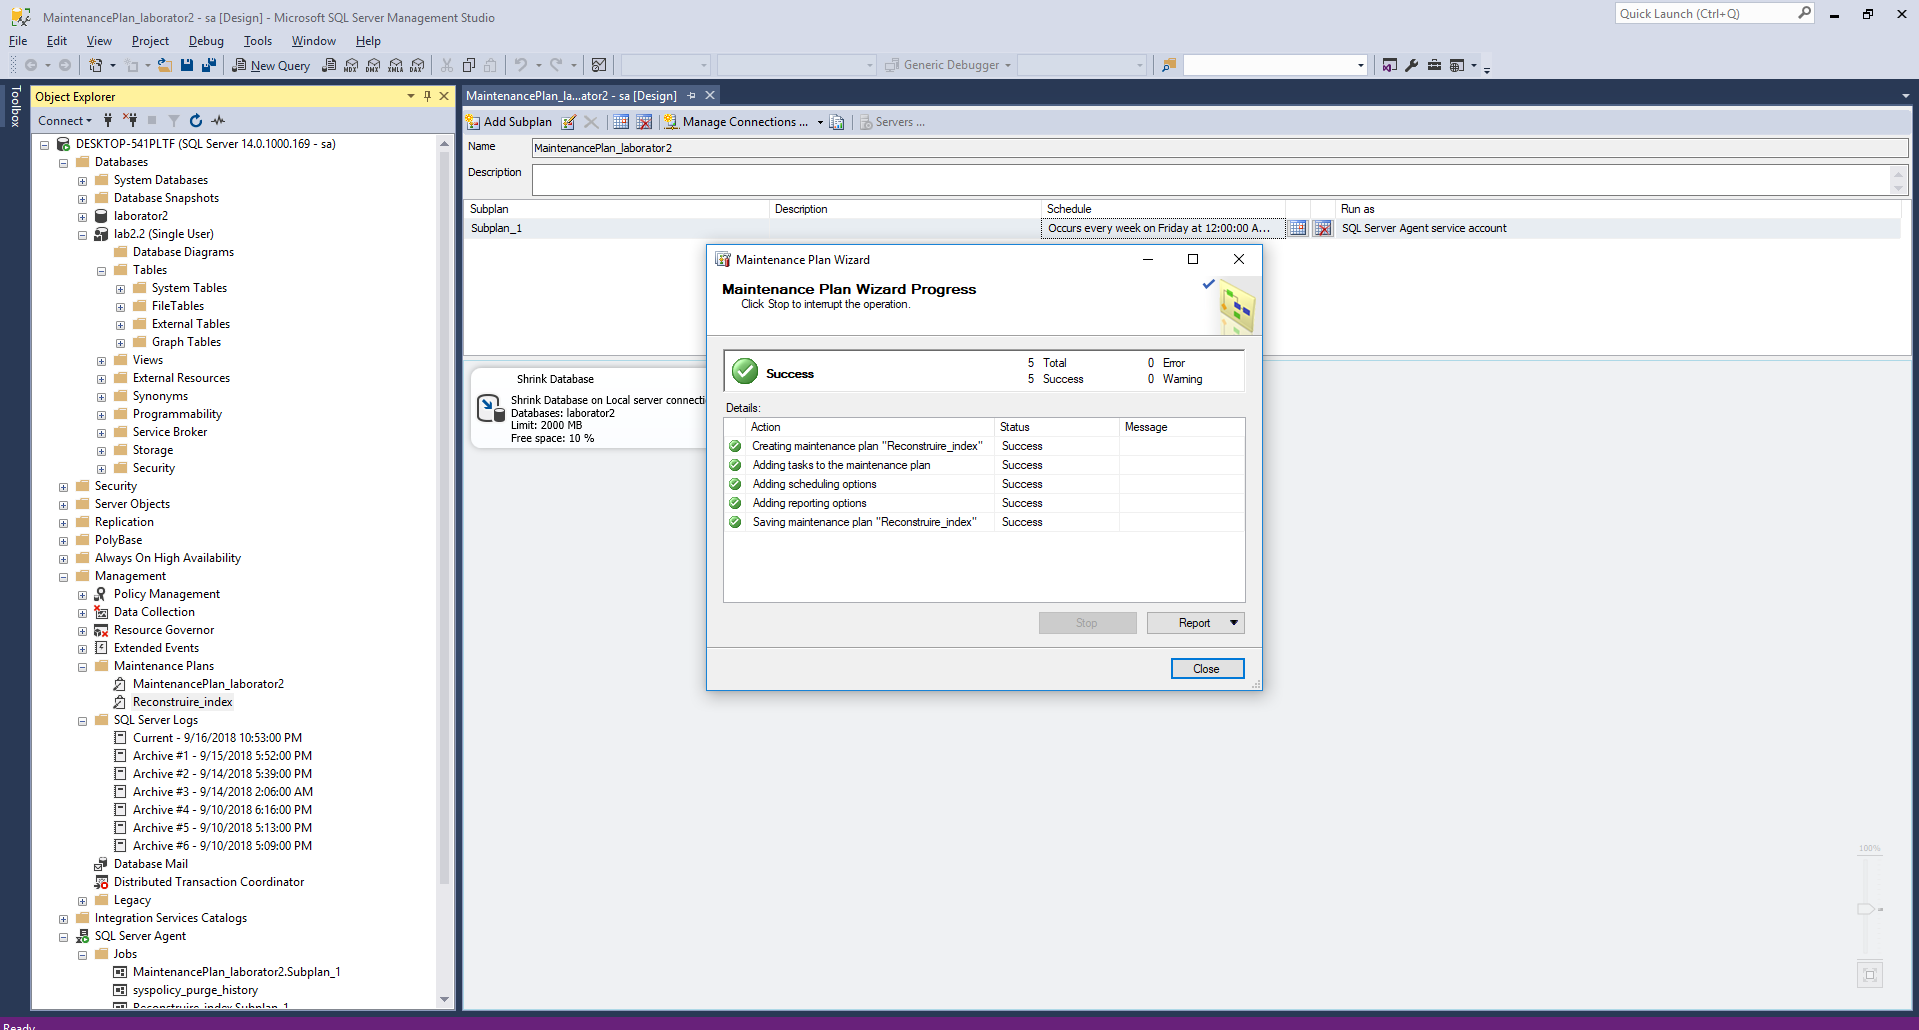 MaintenancePlan_laborator2 - sa [Design] - Microsoft SQL Server Management Studio
Quick Launch (Ctrl+Q)
File Edit View Project Debug Tools Window Help
New Query
MDX DMX XMLA DAX
Generic Debugger
Toolbox
Object Explorer
Connect
DESKTOP-541PLTF (SQL Server 14.0.1000.169 - sa)
Databases
System Databases
Database Snapshots
laborator2
lab2.2 (Single User)
Database Diagrams
Tables
System Tables
FileTables
External Tables
Graph Tables
Views
External Resources
Synonyms
Programmability
Service Broker
Storage
Security
Security
Server Objects
Replication
PolyBase
Always On High Availability
Management
Policy Management
Data Collection
Resource Governor
Extended Events
Maintenance Plans
MaintenancePlan_laborator2
Reconstruire_index
SQL Server Logs
Current - 9/16/2018 10:53:00 PM
Archive #1 - 9/15/2018 5:52:00 PM
Archive #2 - 9/14/2018 5:39:00 PM
Archive #3 - 9/14/2018 2:06:00 AM
Archive #4 - 9/10/2018 6:16:00 PM
Archive #5 - 9/10/2018 5:13:00 PM
Archive #6 - 9/10/2018 5:09:00 PM
Database Mail
Distributed Transaction Coordinator
Legacy
Integration Services Catalogs
SQL Server Agent
Jobs
MaintenancePlan_laborator2.Subplan_1
syspolicy_purge_history
Reconstruire_index.Subplan_1
MaintenancePlan_la...ator2 - sa [Design]
Add Subplan Manage Connections ... Servers ...
Name MaintenancePlan_laborator2
Description
Subplan Description Schedule Run as
Subplan_1 Occurs every week on Friday at 12:00:00 A... SQL Server Agent service account
Shrink Database
Shrink Database on Local server connecti
Databases: laborator2
Limit: 2000 MB
Free space: 10 %
Maintenance Plan Wizard
Maintenance Plan Wizard Progress
Click Stop to interrupt the operation.
Success
5 Total 0 Error
5 Success 0 Warning
Details:
Action Status Message
Creating maintenance plan "Reconstruire_index" Success
Adding tasks to the maintenance plan Success
Adding scheduling options Success
Adding reporting options Success
Saving maintenance plan "Reconstruire_index" Success
Stop Report
Close
100%
Ready